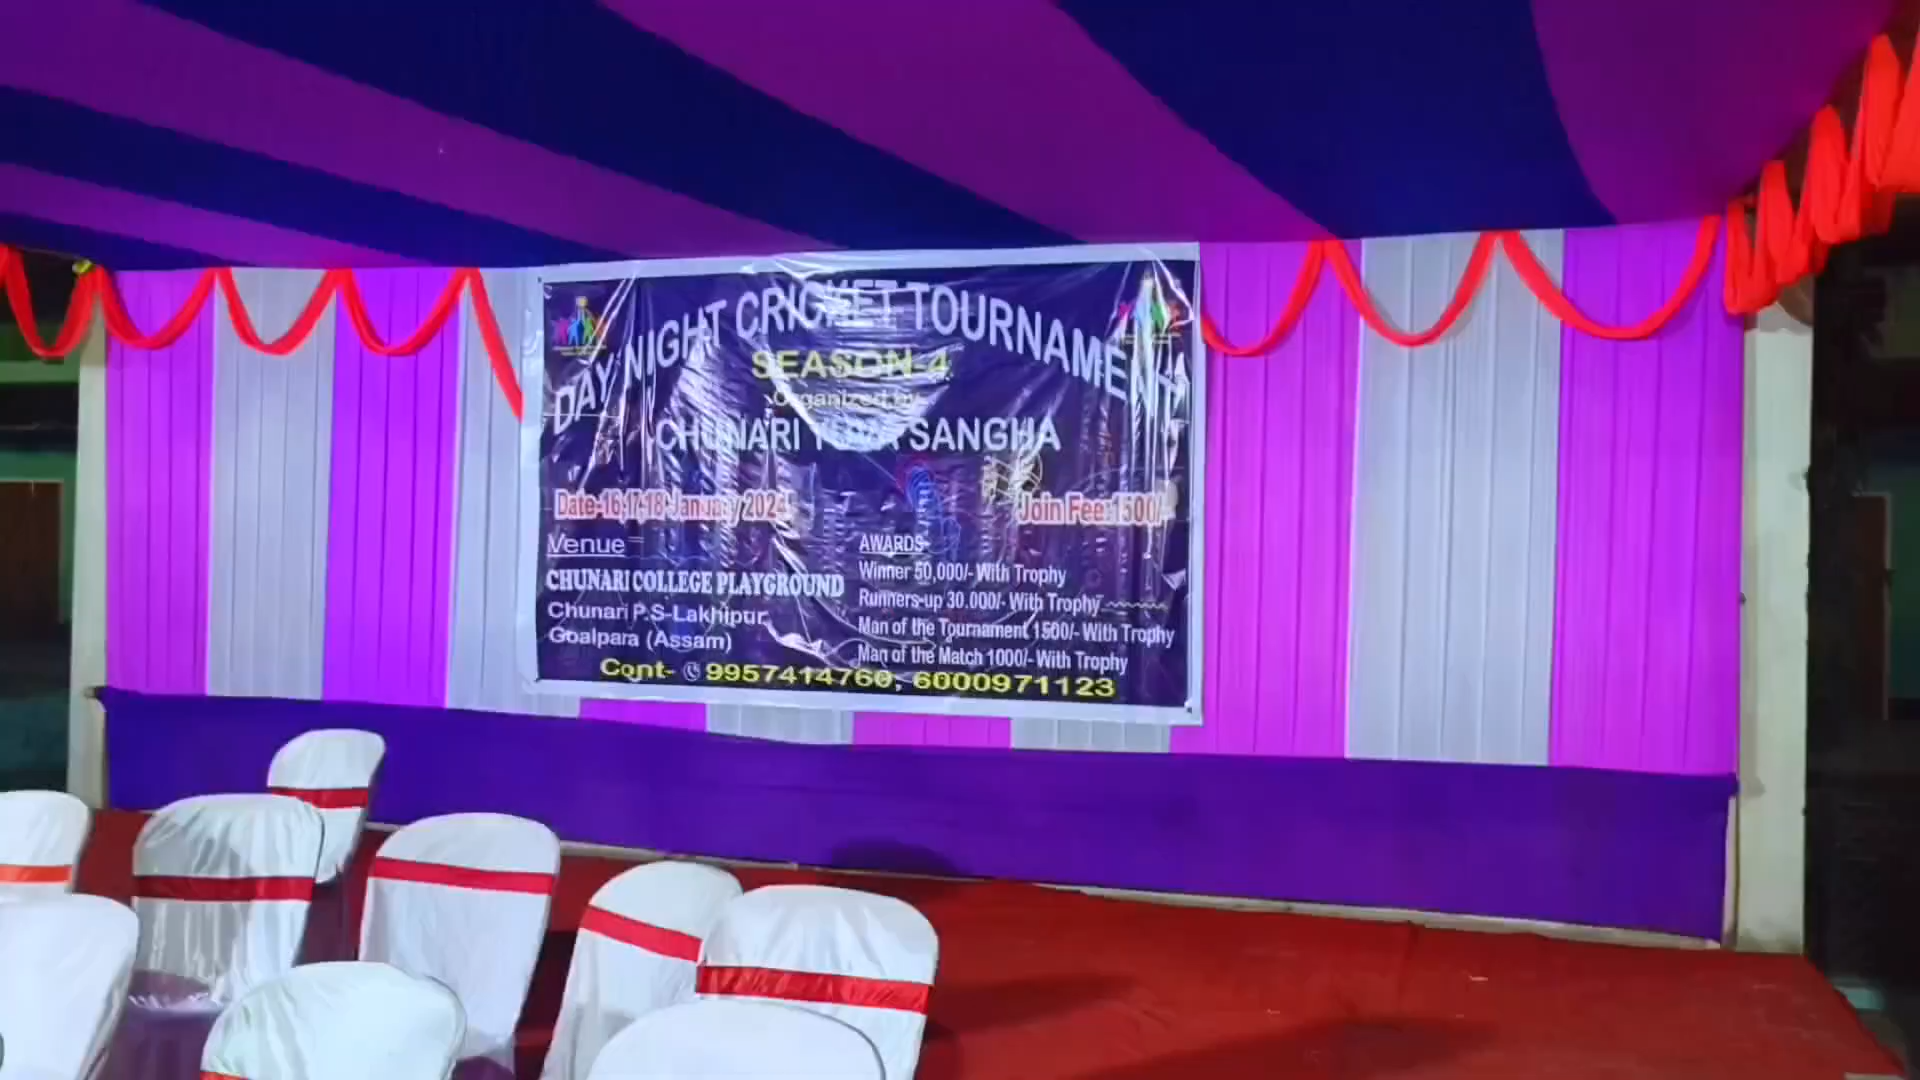 DAY NIGHT CRICKET TOURNAMENT
SEASON-4
Organized by
CHUNARI SANGHA
Date-16,17,18 January 2024
Join Fee:1500/-
Venue
CHUNARI COLLEGE PLAYGROUND
Chunari P.S-Lakhipur
Goalpara (Assam)
AWARDS-
Winner 50,000/- With Trophy
Runners-up 30.000/- With Trophy
Man of the Tournament 1500/- With Trophy
Man of the Match 1000/- With Trophy
Cont- 9957414760, 6000971123